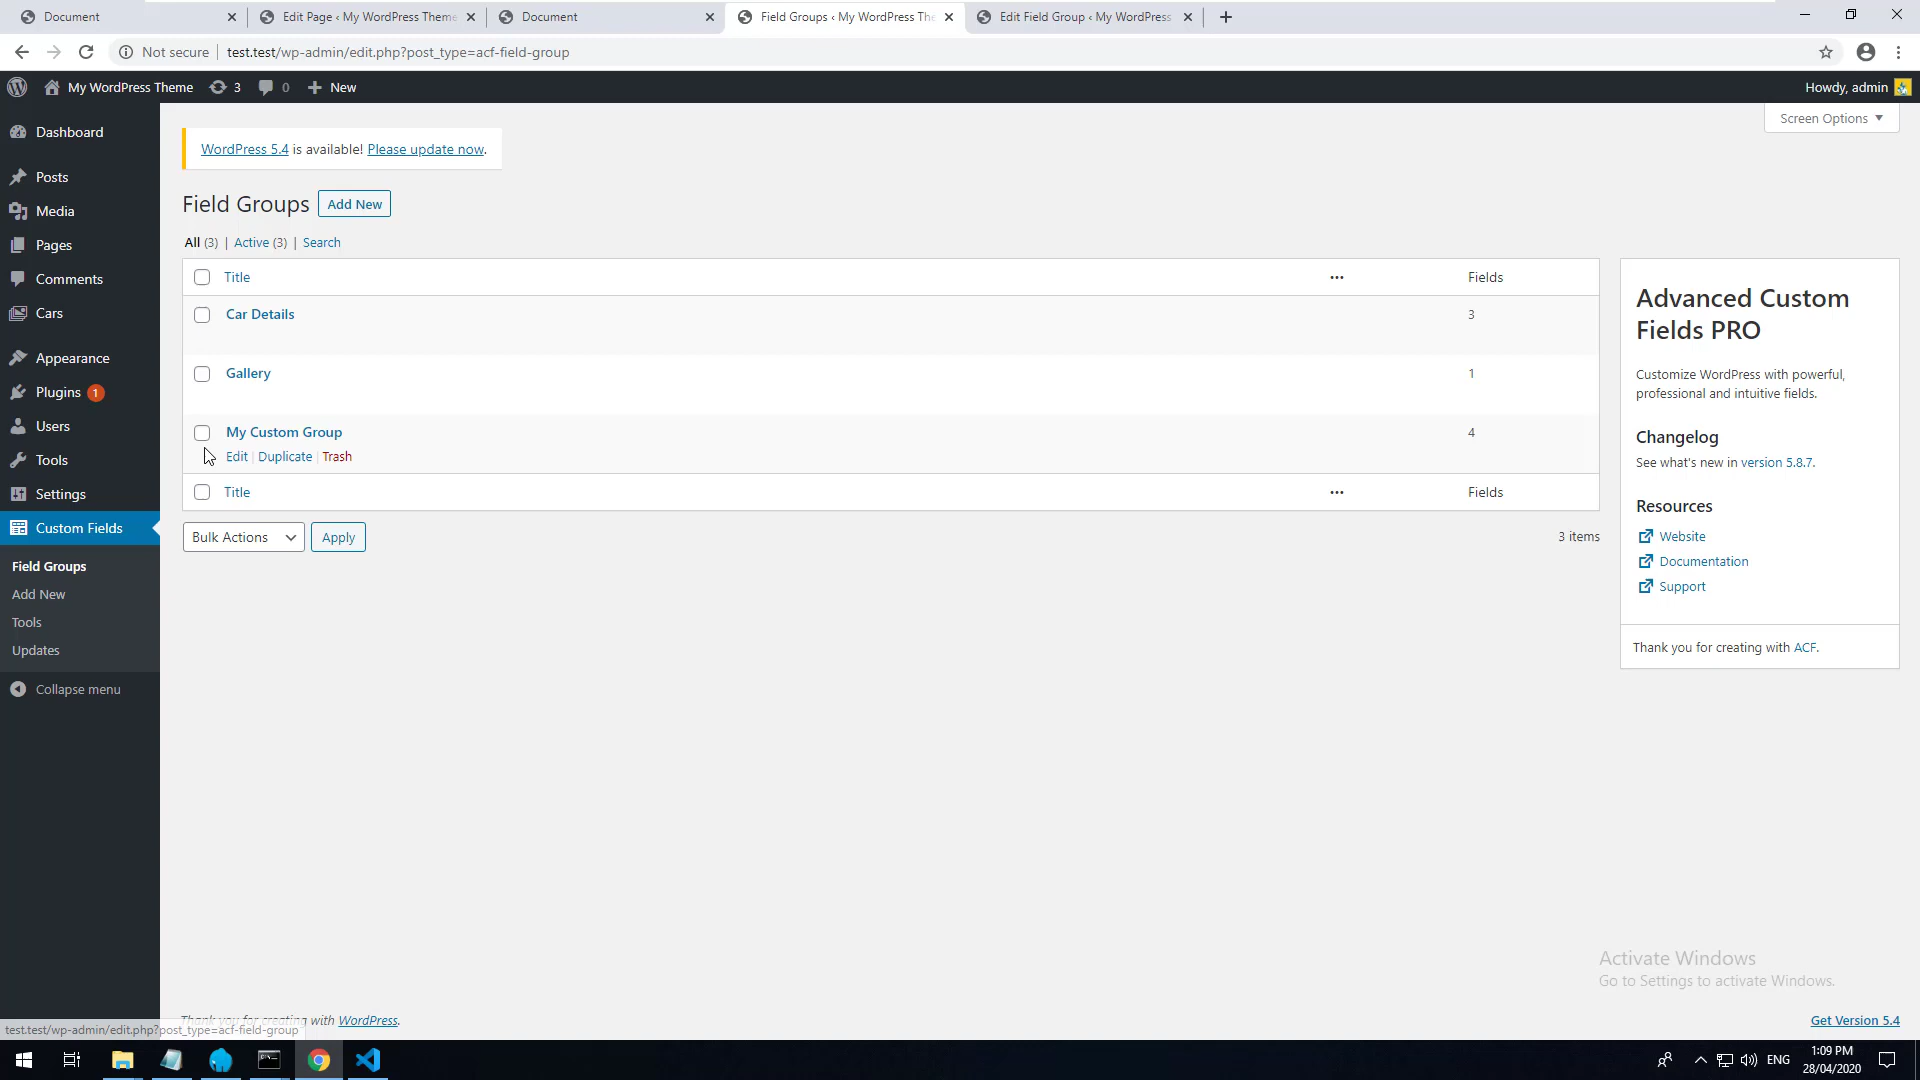 Document
Edit Page ‹ My WordPress Theme
Document
Field Groups ‹ My WordPress The
Edit Field Group ‹ My WordPress
Not secure
test.test/wp-admin/edit.php?post_type=acf-field-group
My WordPress Theme
3
0
New
Howdy, admin
Dashboard
Posts
Media
Pages
Comments
Cars
Appearance
Plugins 1
Users
Tools
Settings
Custom Fields
Field Groups
Add New
Tools
Updates
Collapse menu
Screen Options
WordPress 5.4 is available! Please update now.
Field Groups Add New
All (3) | Active (3) | Search
Title Fields
Car Details 3
Gallery 1
My Custom Group 4
Edit | Duplicate | Trash
Title Fields
Bulk Actions Apply
3 items
Advanced Custom
Fields PRO
Customize WordPress with powerful,
professional and intuitive fields.
Changelog
See what's new in version 5.8.7.
Resources
Website
Documentation
Support
Thank you for creating with ACF.
Activate Windows
Go to Settings to activate Windows.
Thank you for creating with WordPress.
Get Version 5.4
test.test/wp-admin/edit.php?post_type=acf-field-group
ENG
1:09 PM
28/04/2020